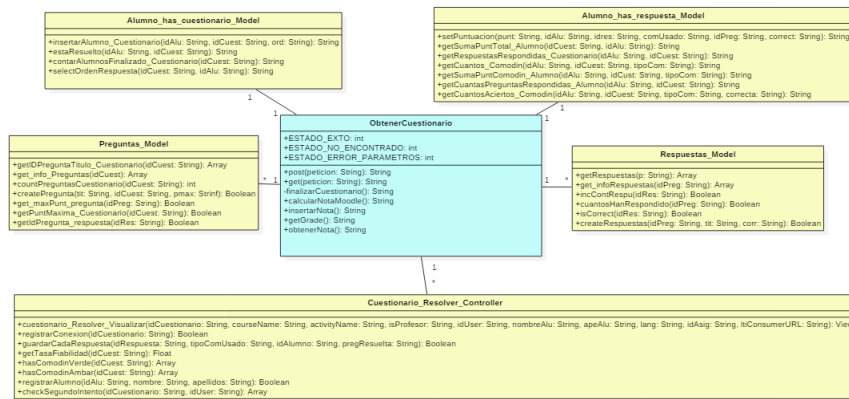 Alumno_has_cuestionario_Model
+insertarAlumno_Cuestionario(idAlu: String, idCuest: String, ord: String): String
+estaResuelto(idAlu: String, idCuest: String): String
+contarAlumnosFinalizado_Cuestionario(idCuest: String): String
+selectOrdenRespuesta(idCuest: String, idAlu: String): String
Alumno_has_respuesta_Model
+setPuntuacion(punt: String, idAlu: String, idres: String, comUsado: String, idPreg: String, correct: String): String
+getSumaPuntTotal_Alumno(idCuest: String, idAlu: String): String
+getRespuestasRespondidas_Cuestionario(idAlu: String, idCuest: String): String
+getCuantos_Comodin(idAlu: String, idCuest: String, tipoCom: String): String
+getSumaPuntComodin_Alumno(idAlu: String, idCust: String, tipoCom: String): String
+getCuantasPreguntasRespondidas_Alumno(idAlu: String, idCuest: String): String
+getCuantosAciertos_Comodin(idAlu: String, idCuest: String, tipoCom: String, correcta: String): String
1
1
1
1
ObtenerCuestionario
+ESTADO_EXTO: int
+ESTADO_NO_ENCONTRADO: int
+ESTADO_ERROR_PARAMETROS: int
+post(peticion: String): String
+get(peticion: String): String
-finalizarCuestionario(): String
+calcularNotaMoodle(): String
+insertarNota(): String
+getGrade(): String
+obtenerNota(): String
Preguntas_Model
+getIDPreguntaTitulo_Cuestionario(idCuest: String): Array
+get_info_Preguntas(idCuest): Array
+countPreguntasCuestionario(idCuest: String): int
+createPregunta(tit: String, idCuest: String, pmax: Strinf): Boolean
+get_maxPunt_pregunta(idPreg: String): Boolean
+getPuntMaxima_Cuestionario(idCuest: String): Boolean
+getIdPregunta_respuesta(idRes: String): Boolean
* 1
1 *
Respuestas_Model
+getRespuestas(p: String): Array
+get_infoRespuestas(idPreg: String): Array
+incContRespu(idRes: String): Boolean
+cuantosHanRespondido(idPreg: String): Boolean
+isCorrect(idRes: String): Boolean
+createRespuestas(idPreg: String, tit: String, corr: String): Boolean
1
*
Cuestionario_Resolver_Controller
+cuestionario_Resolver_Visualizar(idCuestionario: String, courseName: String, activityName: String, isProfesor: String, idUser: String, nombreAlu: String, apeAlu: String, lang: String, idAsig: String, ltiConsumerURL: String): View
+registrarConexion(idCuestionario: String): Boolean
+guardarCadaRespuesta(idRespuesta: String, tipoComUsado: String, idAlumno: String, pregResuelta: String): Boolean
+getTasaFiabilidad(idCuest: String): Float
+hasComodinVerde(idCuest: String): Array
+hasComodinAmbar(idCuest: String): Array
+registrarAlumno(idAlu: String, nombre: String, apellidos: String): Boolean
+checkSegundoIntento(idCuestionario: String, idUser: String): Array